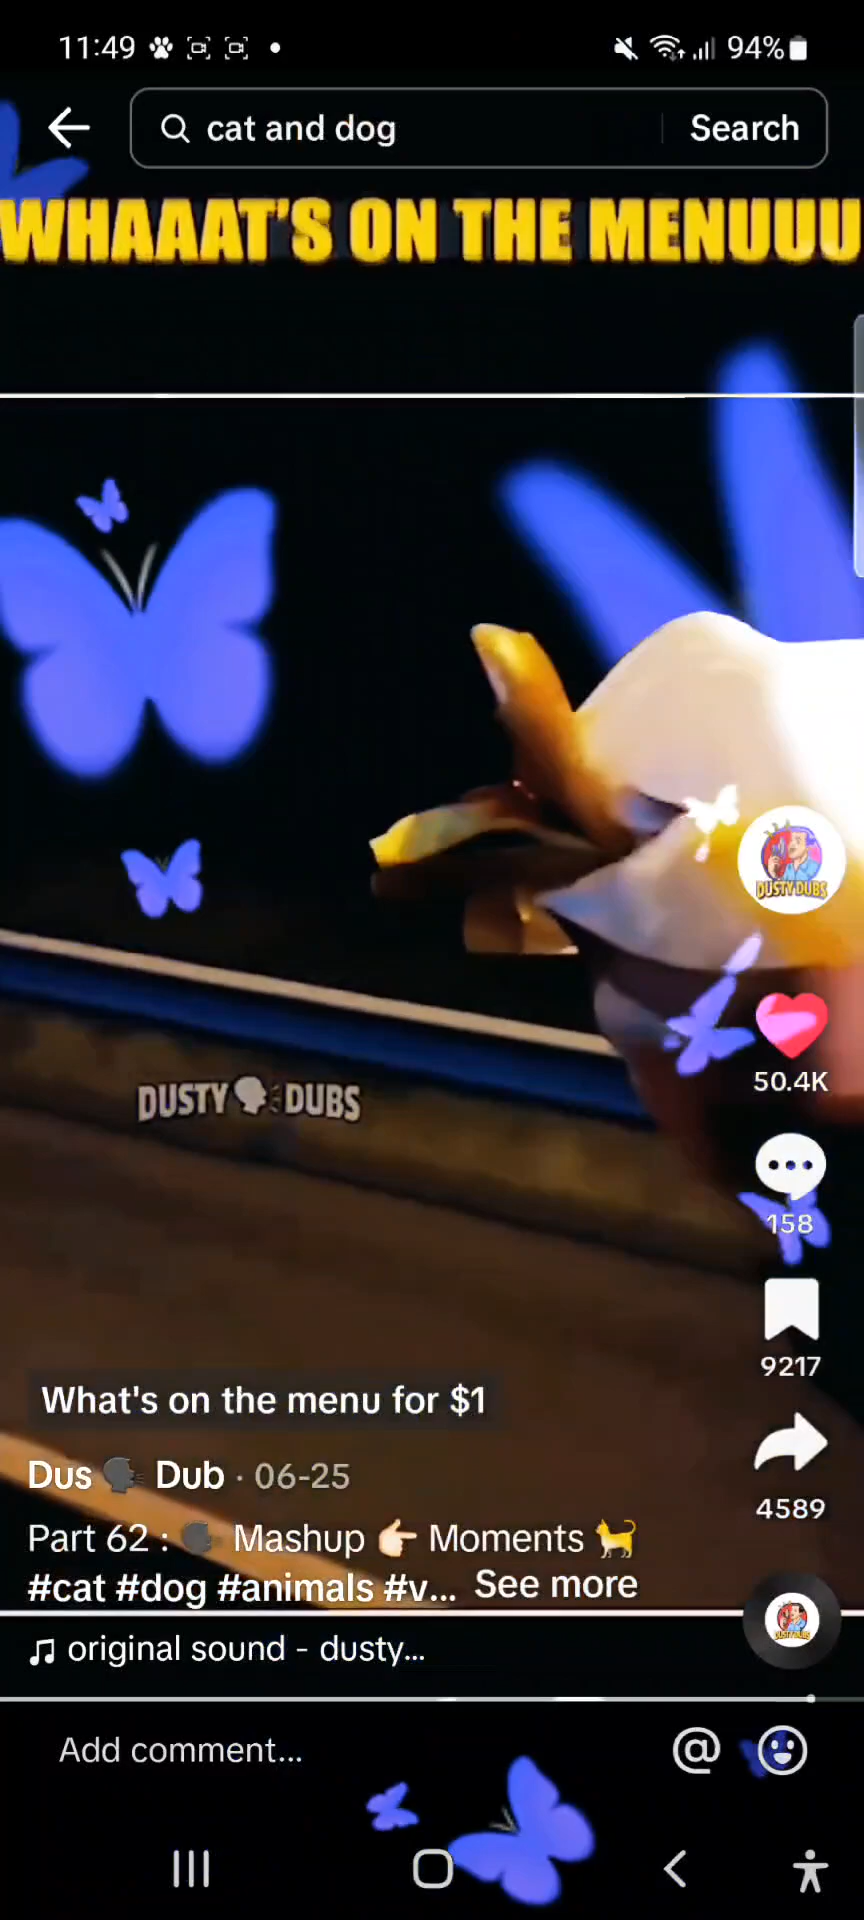 11:49
94%
cat and dog
Search
WHAAAT'S ON THE MENUUU
DUSTY DUBS
50.4K
DUSTY DUBS
158
9217
What's on the menu for $1
Dus 🗣 Dub · 06-25
4589
Part 62 : 🗣 Mashup 👉🏻 Moments 🐈
#cat #dog #animals #v... See more
original sound - dusty...
Add comment...